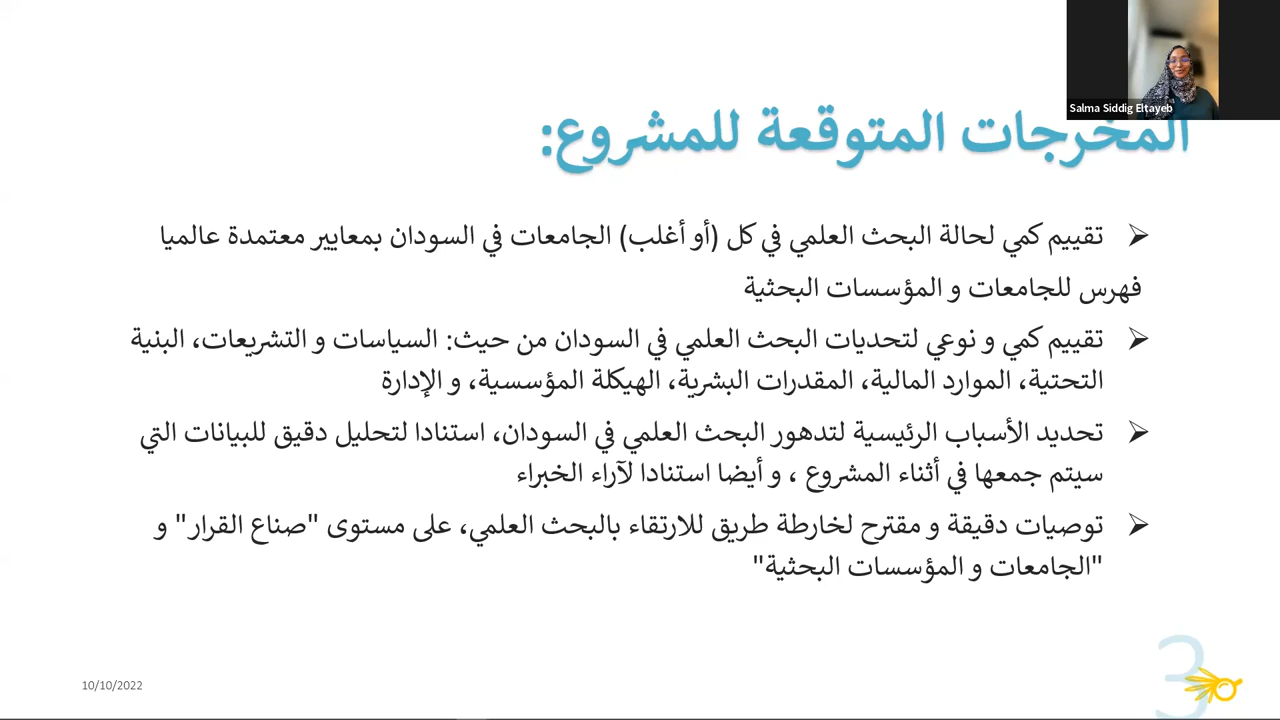 Salma Siddig Eltayeb
المخرجات المتوقعة للمشروع:
تقييم كمي لحالة البحث العلمي في كل (أو أغلب) الجامعات في السودان بمعايير معتمدة عالميا
فهرس للجامعات و المؤسسات البحثية
تقييم كمي و نوعي لتحديات البحث العلمي في السودان من حيث: السياسات و التشريعات، البنية
التحتية، الموارد المالية، المقدرات البشرية، الهيكلة المؤسسية، و الإدارة
تحديد الأسباب الرئيسية لتدهور البحث العلمي في السودان، استنادا لتحليل دقيق للبيانات التي
سيتم جمعها في أثناء المشروع ، و أيضا استنادا لآراء الخبراء
توصيات دقيقة و مقترح لخارطة طريق للارتقاء بالبحث العلمي، على مستوى "صناع القرار" و
"الجامعات و المؤسسات البحثية"
3
10/10/2022